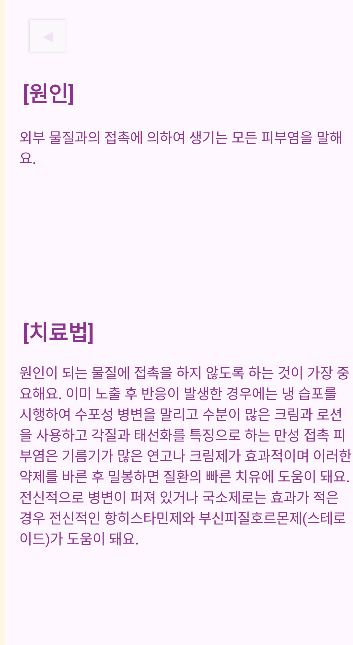 [원인]
외부 물질과의 접촉에 의하여 생기는 모든 피부염을 말해
요.
[치료법]
원인이 되는 물질에 접촉을 하지 않도록 하는 것이 가장 중
요해요. 이미 노출 후 반응이 발생한 경우에는 냉 습포를
시행하여 수포성 병변을 말리고 수분이 많은 크림과 로션
을 사용하고 각질과 태선화를 특징으로 하는 만성 접촉 피
부염은 기름기가 많은 연고나 크림제가 효과적이며 이러한
약제를 바른 후 밀봉하면 질환의 빠른 치유에 도움이 돼요.
전신적으로 병변이 퍼져 있거나 국소제로는 효과가 적은
경우 전신적인 항히스타민제와 부신피질호르몬제(스테로
이드)가 도움이 돼요.